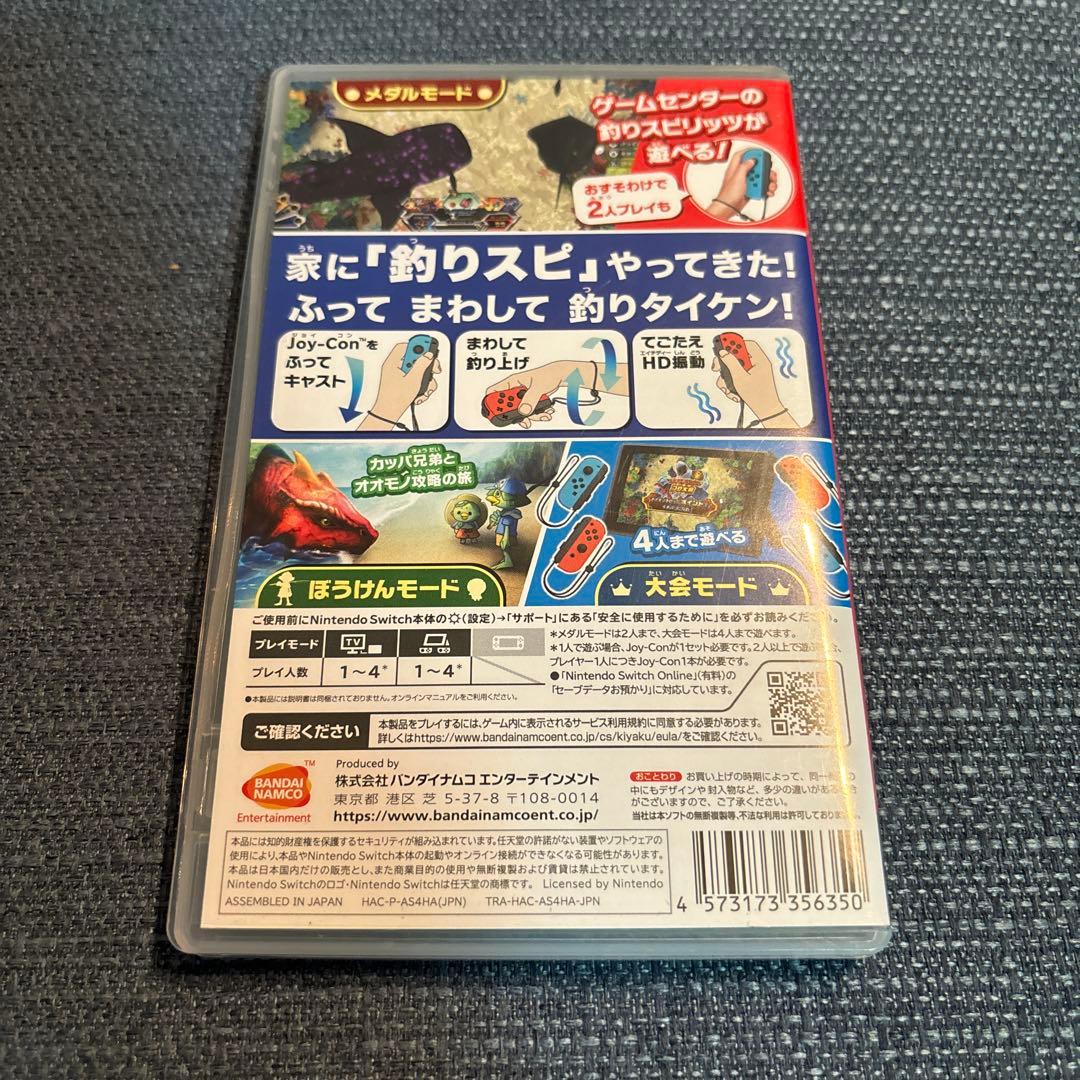 メダルモード
ゲームセンターの
釣りスピリッツが
遊べる!
おすそわけで
2人プレイも
家に「釣りスピ」やってきた!
ふって まわして 釣りタイケン!
Joy-Con™を
ふって
キャスト
まわして
釣り上げ
てごたえ
HD振動
カッパ兄弟と
オオモノ攻略の旅
ぼうけんモード
4人まで遊べる
大会モード
ご使用前にNintendo Switch本体の(設定)→「サポート」にある「安全に使用するために」を必ずお読みください。
プレイモード TV
プレイ人数 1～4* 1～4*
*メダルモードは2人まで、大会モードは4人まで遊べます。
*1人で遊ぶ場合、Joy-Conが1セット必要です。2人以上で遊ぶ場合、
プレイヤー1人につきJoy-Con1本が必要です。
●「Nintendo Switch Online」(有料)の
「セーブデータお預かり」に対応しています。
●本製品には説明書は同梱されておりません。オンラインマニュアルをご利用ください。
ご確認ください
本製品をプレイするには、ゲーム内に表示されるサービス利用規約に同意する必要があります。
詳しくはhttps://www.bandainamcoent.co.jp/cs/kiyaku/eula/をご確認ください。
BANDAI
NAMCO
™
Entertainment
Produced by
株式会社バンダイナムコ エンターテインメント
東京都 港区 芝 5-37-8 〒108-0014
https://www.bandainamcoent.co.jp/
おことわり お買い上げの時期によって、同一
中にもデザインや封入物など、多少の違いがある
がございますので、ご了承ください。
当社は本ソフトの無断複製等、不法な利用は許可しておりません
本品には知的財産権を保護するセキュリティが組み込まれています。任天堂の許諾がない装置やソフトウェアの
使用により、本品やNintendo Switch本体の起動やオンライン接続ができなくなる可能性があります。
本品は日本国内だけの販売とし、また商業目的の使用や無断複製および賃貸は禁止されています。
Nintendo Switchのロゴ・Nintendo Switchは任天堂の商標です。 Licensed by Nintendo
ASSEMBLED IN JAPAN HAC-P-AS4HA(JPN) TRA-HAC-AS4HA-JPN
4 573173 356350